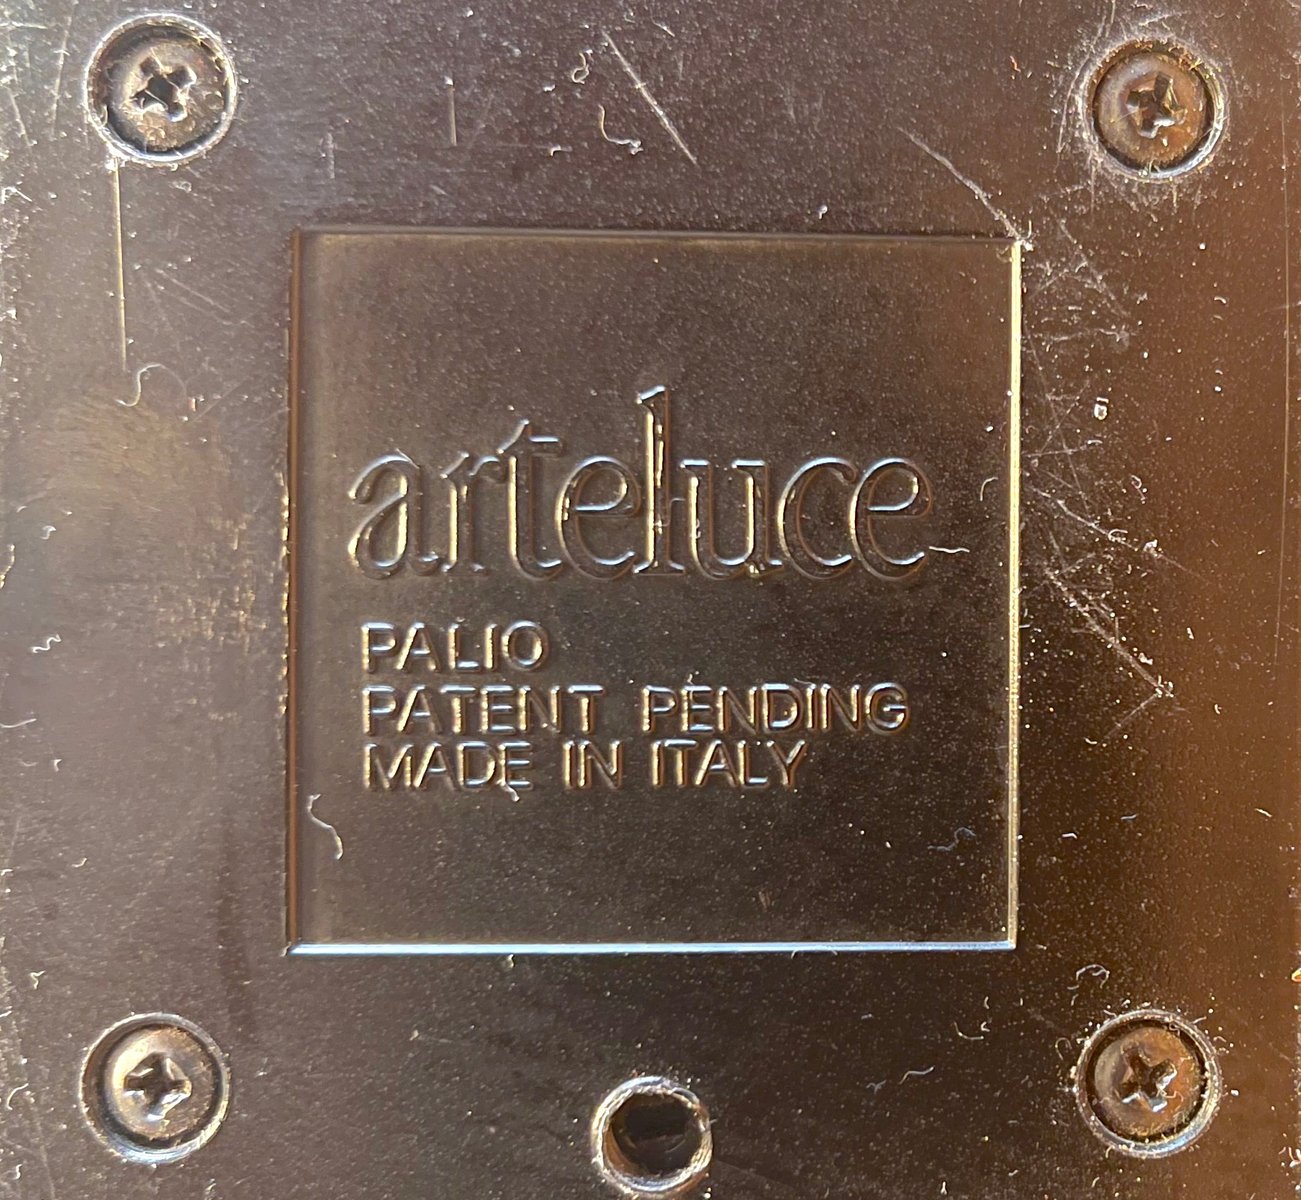 arteluce
PALIO
PATENT PENDING
MADE IN ITALY